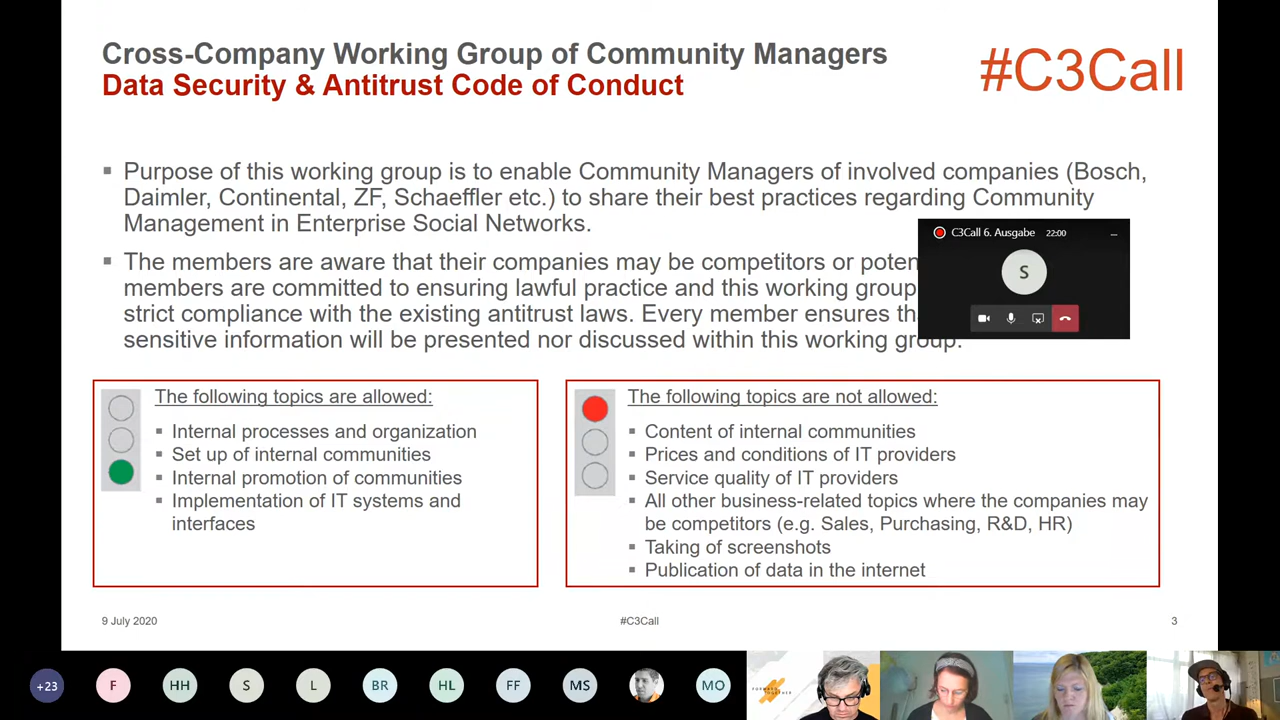 Cross-Company Working Group of Community Managers
Data Security & Antitrust Code of Conduct
#C3Call
Purpose of this working group is to enable Community Managers of involved companies (Bosch,
Daimler, Continental, ZF, Schaeffler etc.) to share their best practices regarding Community
Management in Enterprise Social Networks.
The members are aware that their companies may be competitors or
members are committed to ensuring lawful practice and this working group
strict compliance with the existing antitrust laws. Every member ensures
sensitive information will be presented nor discussed within this working group.
C3Call 6. Ausgabe 22:00
S
The following topics are allowed:
Internal processes and organization
Set up of internal communities
Internal promotion of communities
Implementation of IT systems and
interfaces
The following topics are not allowed:
Content of internal communities
Prices and conditions of IT providers
Service quality of IT providers
All other business-related topics where the companies may
be competitors (e.g. Sales, Purchasing, R&D, HR)
Taking of screenshots
Publication of data in the internet
9 July 2020
#C3Call
3
+23
F
HH
S
L
BR
HL
FF
MS
MO
FORWARD
TOGETHER